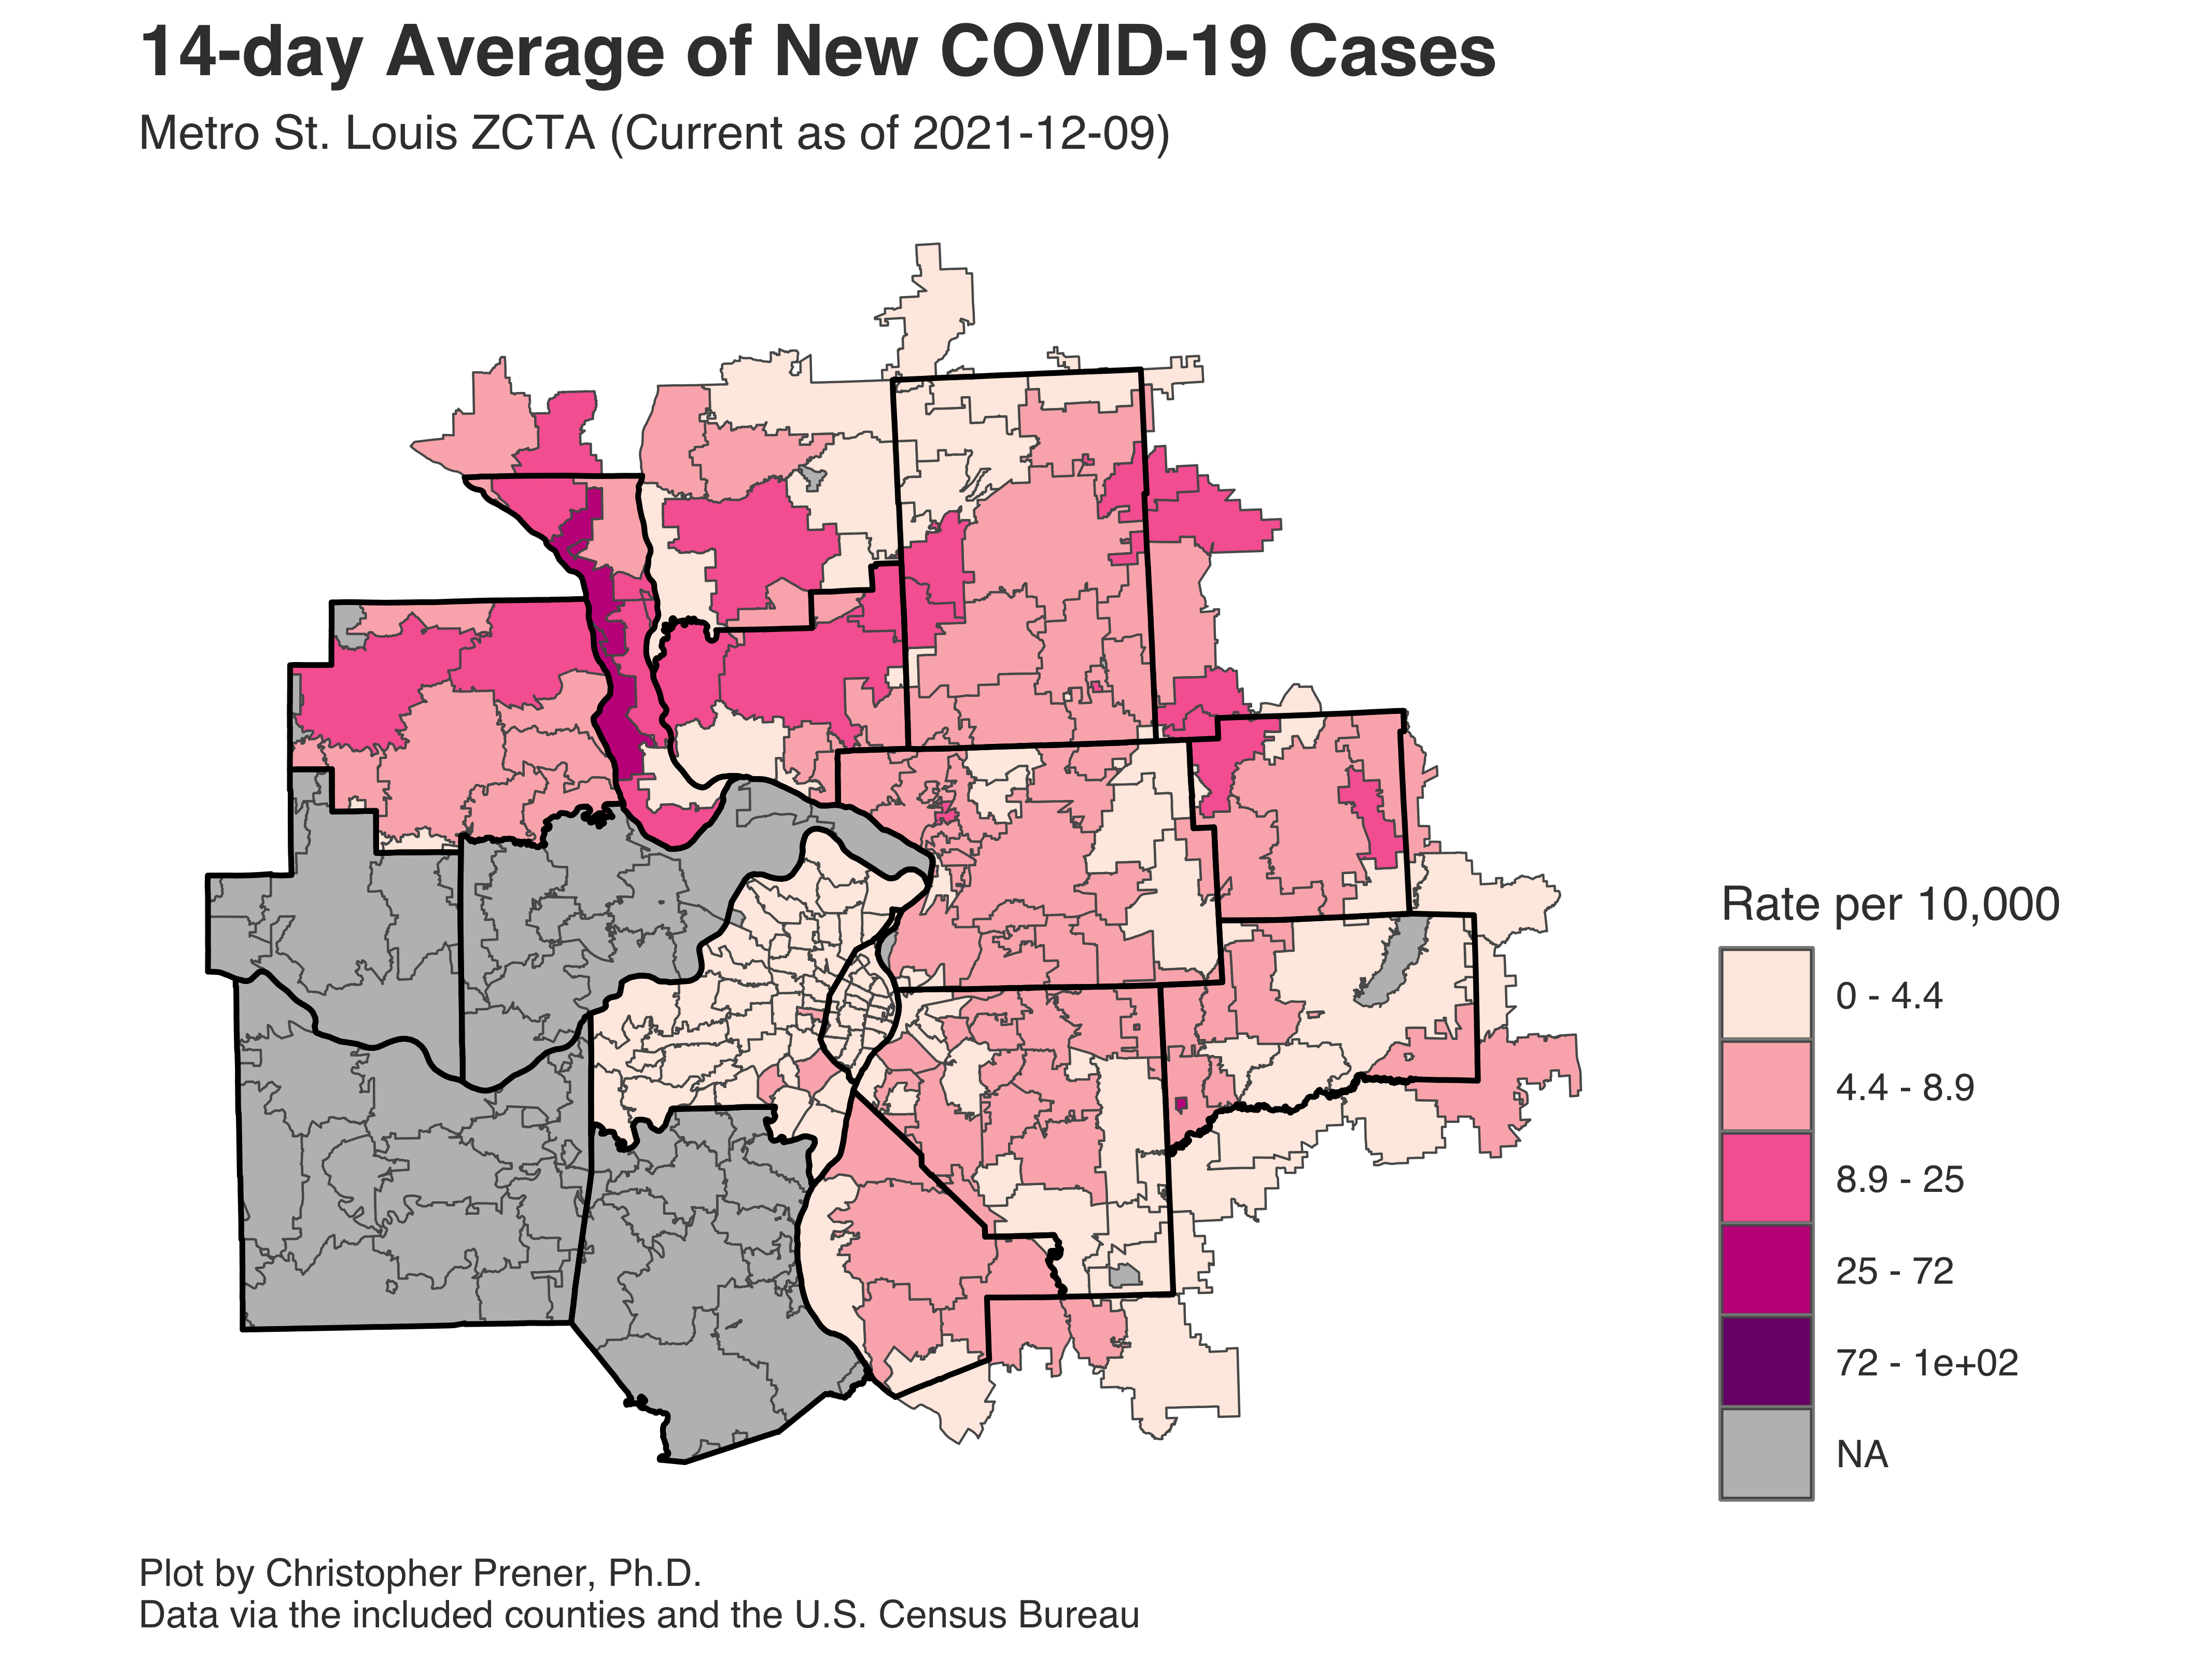 14-day Average of New COVID-19 Cases
Metro St. Louis ZCTA (Current as of 2021-12-09)
Rate per 10,000
0 - 4.4
4.4 - 8.9
8.9 - 25
25 - 72
72 - 1e+02
NA
Plot by Christopher Prener, Ph.D.
Data via the included counties and the U.S. Census Bureau